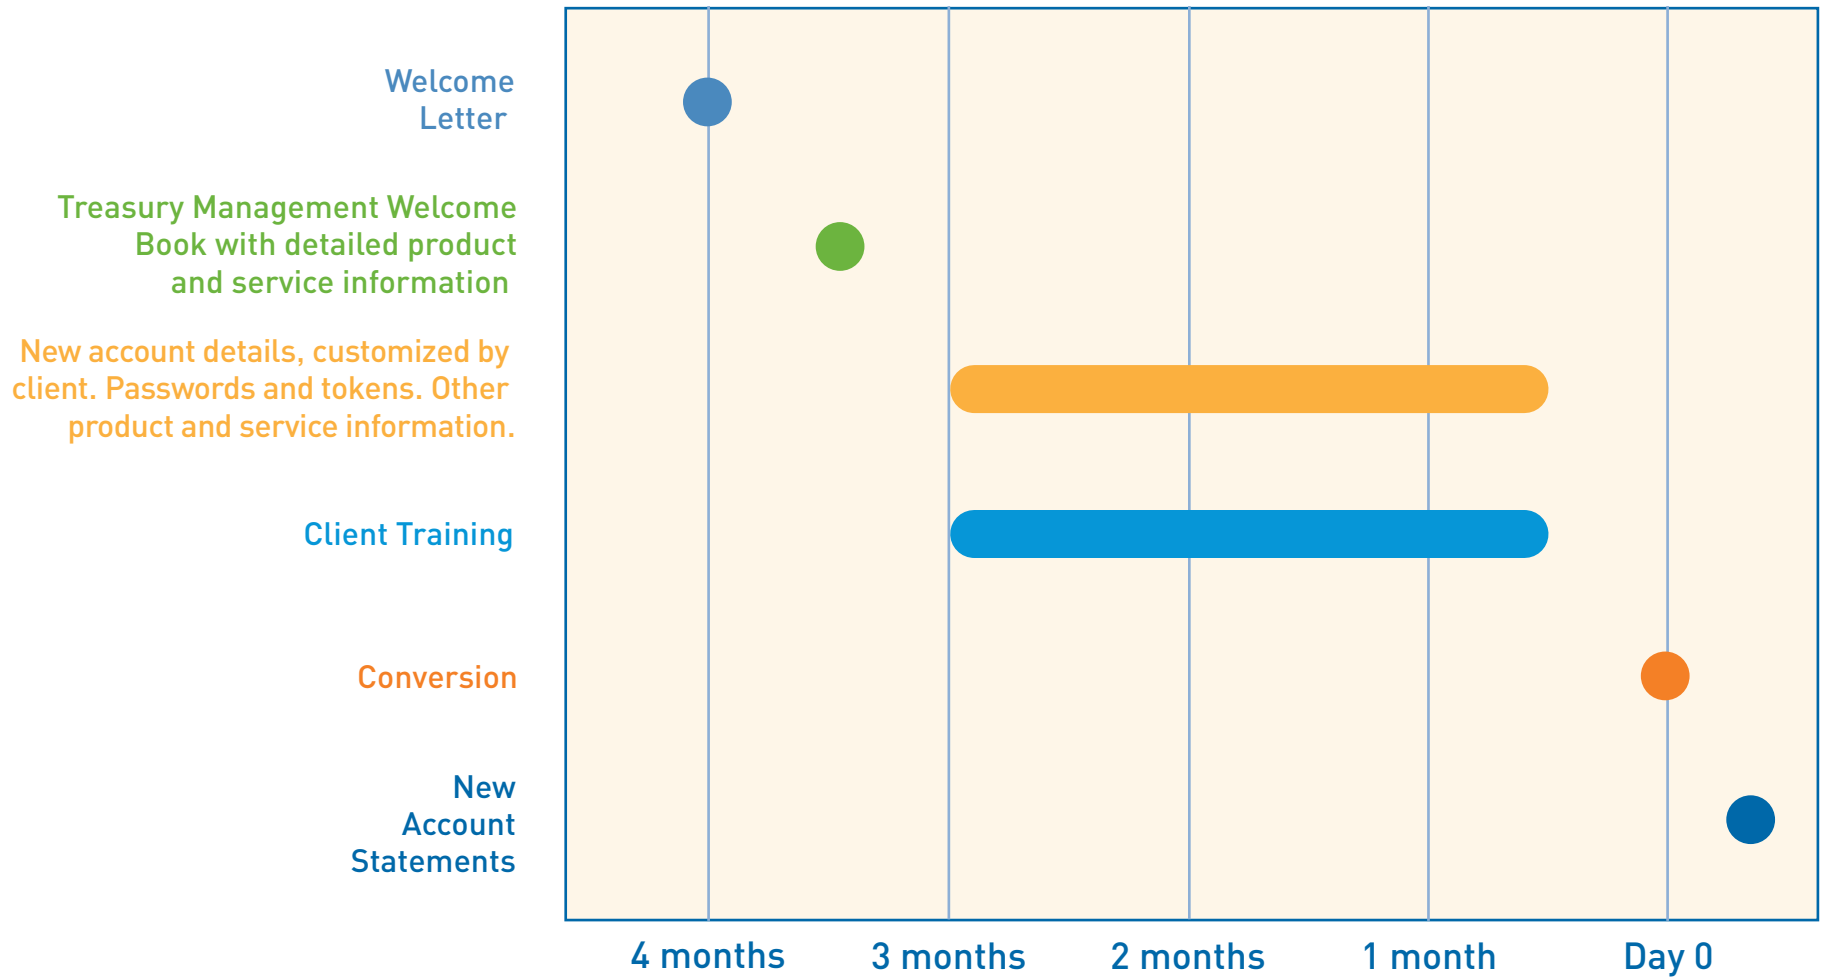 Welcome
Letter
Treasury Management Welcome
Book with detailed product
and service information
New account details, customized by
client. Passwords and tokens. Other
product and service information.
Client Training
Conversion
New
Account
Statements
4 months
3 months
2 months
1 month
Day 0